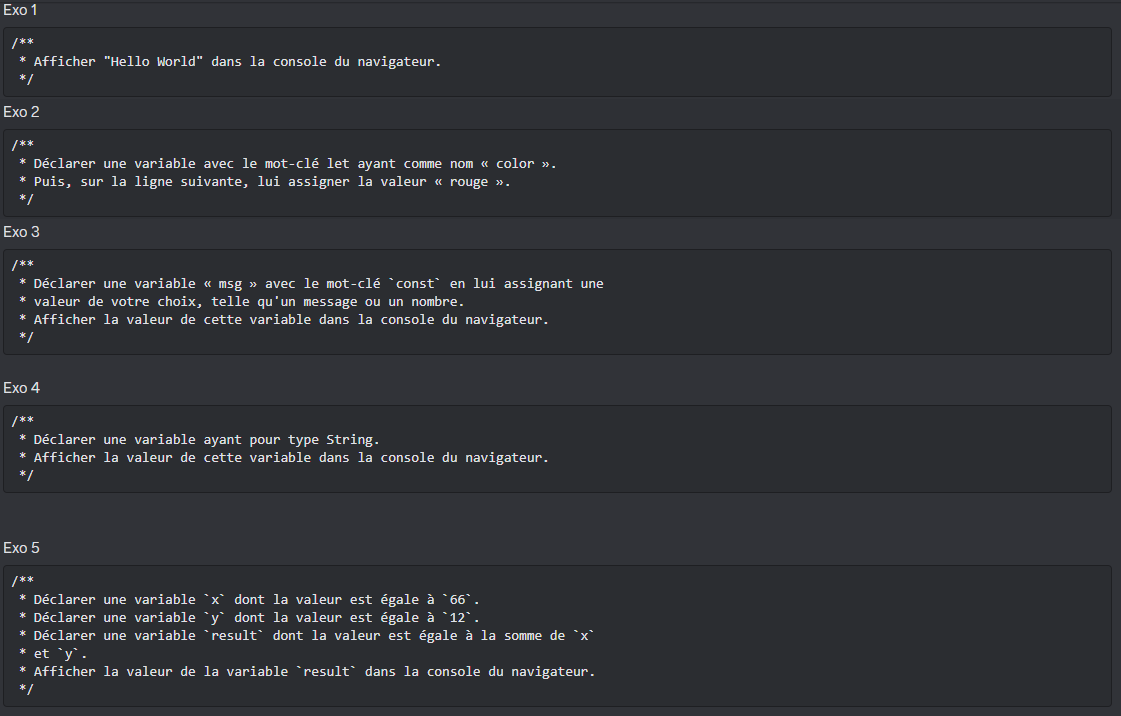 Exo 1
/**
 * Afficher "Hello World" dans la console du navigateur.
 */
Exo 2
/**
 * Déclarer une variable avec le mot-clé let ayant comme nom « color ».
 * Puis, sur la ligne suivante, lui assigner la valeur « rouge ».
 */
Exo 3
/**
 * Déclarer une variable « msg » avec le mot-clé `const` en lui assignant une
 * valeur de votre choix, telle qu'un message ou un nombre.
 * Afficher la valeur de cette variable dans la console du navigateur.
 */
Exo 4
/**
 * Déclarer une variable ayant pour type String.
 * Afficher la valeur de cette variable dans la console du navigateur.
 */
Exo 5
/**
 * Déclarer une variable `x` dont la valeur est égale à `66`.
 * Déclarer une variable `y` dont la valeur est égale à `12`.
 * Déclarer une variable `result` dont la valeur est égale à la somme de `x`
 * et `y`.
 * Afficher la valeur de la variable `result` dans la console du navigateur.
 */